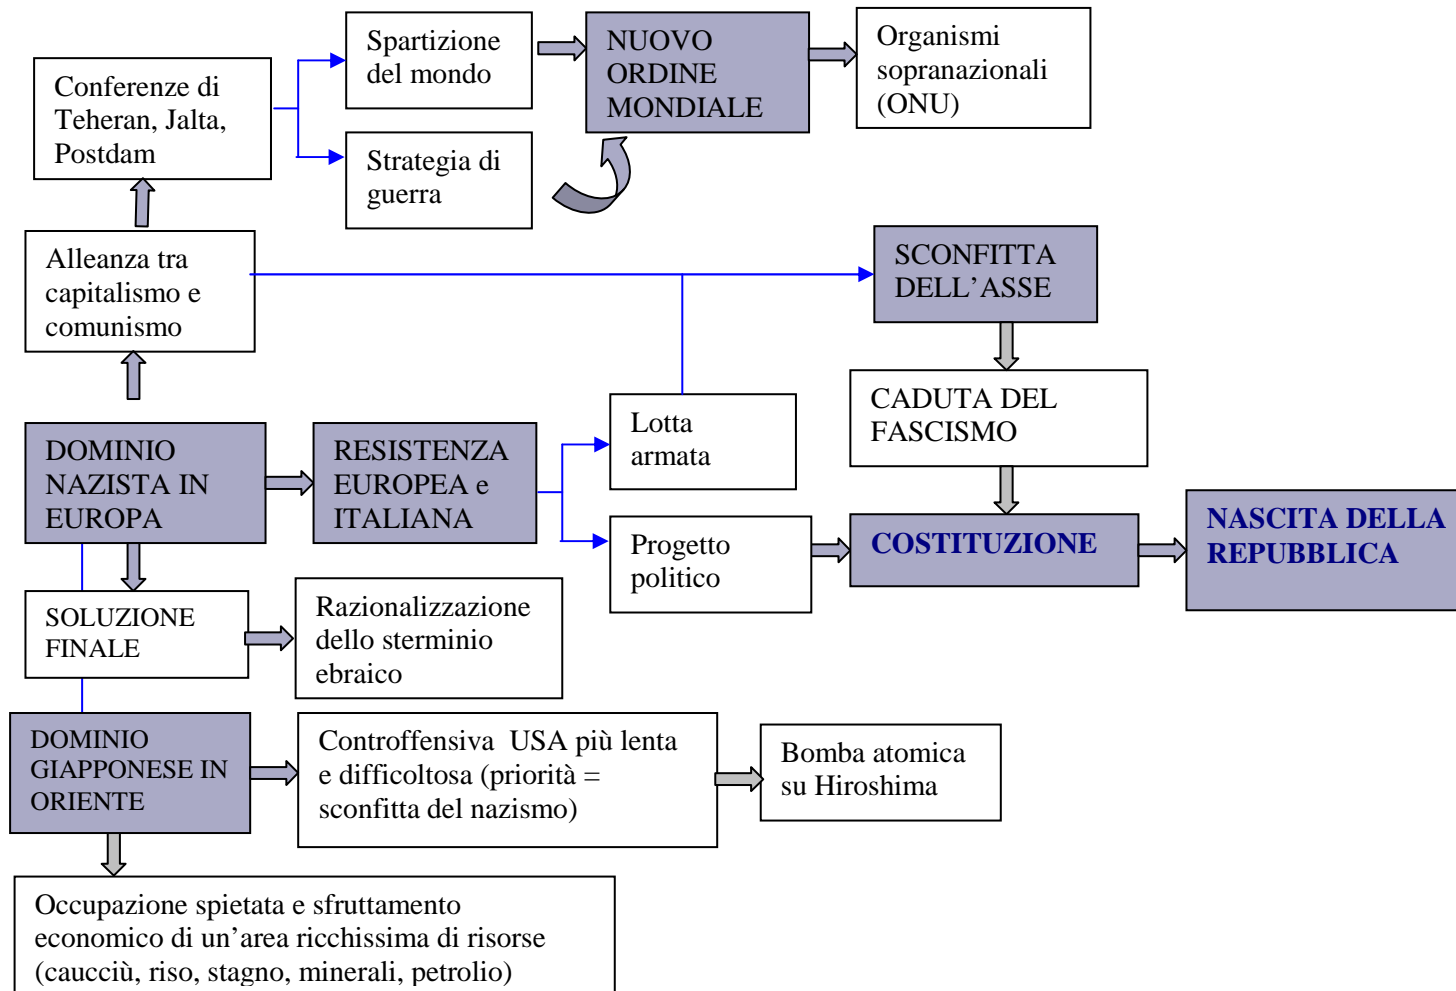 Conferenze di
Teheran, Jalta,
Postdam
Spartizione
del mondo
NUOVO
ORDINE
MONDIALE
Organismi
sopranazionali
(ONU)
Strategia di
guerra
Alleanza tra
capitalismo e
comunismo
SCONFITTA
DELL’ASSE
CADUTA DEL
FASCISMO
DOMINIO
NAZISTA IN
EUROPA
RESISTENZA
EUROPEA e
ITALIANA
Lotta
armata
Progetto
politico
COSTITUZIONE
NASCITA DELLA
REPUBBLICA
SOLUZIONE
FINALE
Razionalizzazione
dello sterminio
ebraico
DOMINIO
GIAPPONESE IN
ORIENTE
Controffensiva USA più lenta
e difficoltosa (priorità =
sconfitta del nazismo)
Bomba atomica
su Hiroshima
Occupazione spietata e sfruttamento
economico di un’area ricchissima di risorse
(caucciù, riso, stagno, minerali, petrolio)